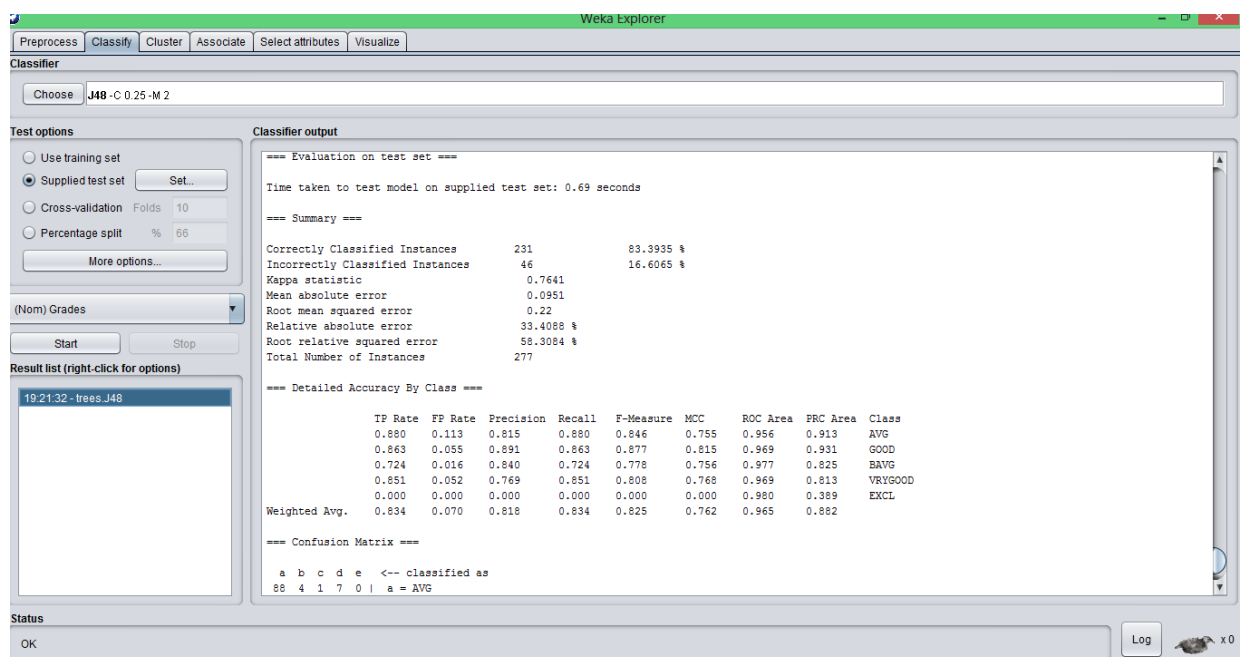 Weka Explorer
Preprocess Classify Cluster Associate Select attributes Visualize
Classifier
Choose J48 -C 0.25 -M 2
Test options
Use training set
Supplied test set Set...
Cross-validation Folds 10
Percentage split % 66
More options...
(Nom) Grades
Start Stop
Result list (right-click for options)
19:21:32 - trees.J48
Classifier output
=== Evaluation on test set ===
Time taken to test model on supplied test set: 0.69 seconds
=== Summary ===
Correctly Classified Instances 231 83.3935 %
Incorrectly Classified Instances 46 16.6065 %
Kappa statistic 0.7641
Mean absolute error 0.0951
Root mean squared error 0.22
Relative absolute error 33.4088 %
Root relative squared error 58.3084 %
Total Number of Instances 277
=== Detailed Accuracy By Class ===
TP Rate FP Rate Precision Recall F-Measure MCC ROC Area PRC Area Class
0.880 0.113 0.815 0.880 0.846 0.755 0.956 0.913 AVG
0.863 0.055 0.891 0.863 0.877 0.815 0.969 0.931 GOOD
0.724 0.016 0.840 0.724 0.778 0.756 0.977 0.825 BAVG
0.851 0.052 0.769 0.851 0.808 0.768 0.969 0.813 VRYGOOD
0.000 0.000 0.000 0.000 0.000 0.000 0.980 0.389 EXCL
Weighted Avg. 0.834 0.070 0.818 0.834 0.825 0.762 0.965 0.882
=== Confusion Matrix ===
a b c d e <-- classified as
88 4 1 7 0 | a = AVG
Status
OK
Log x 0